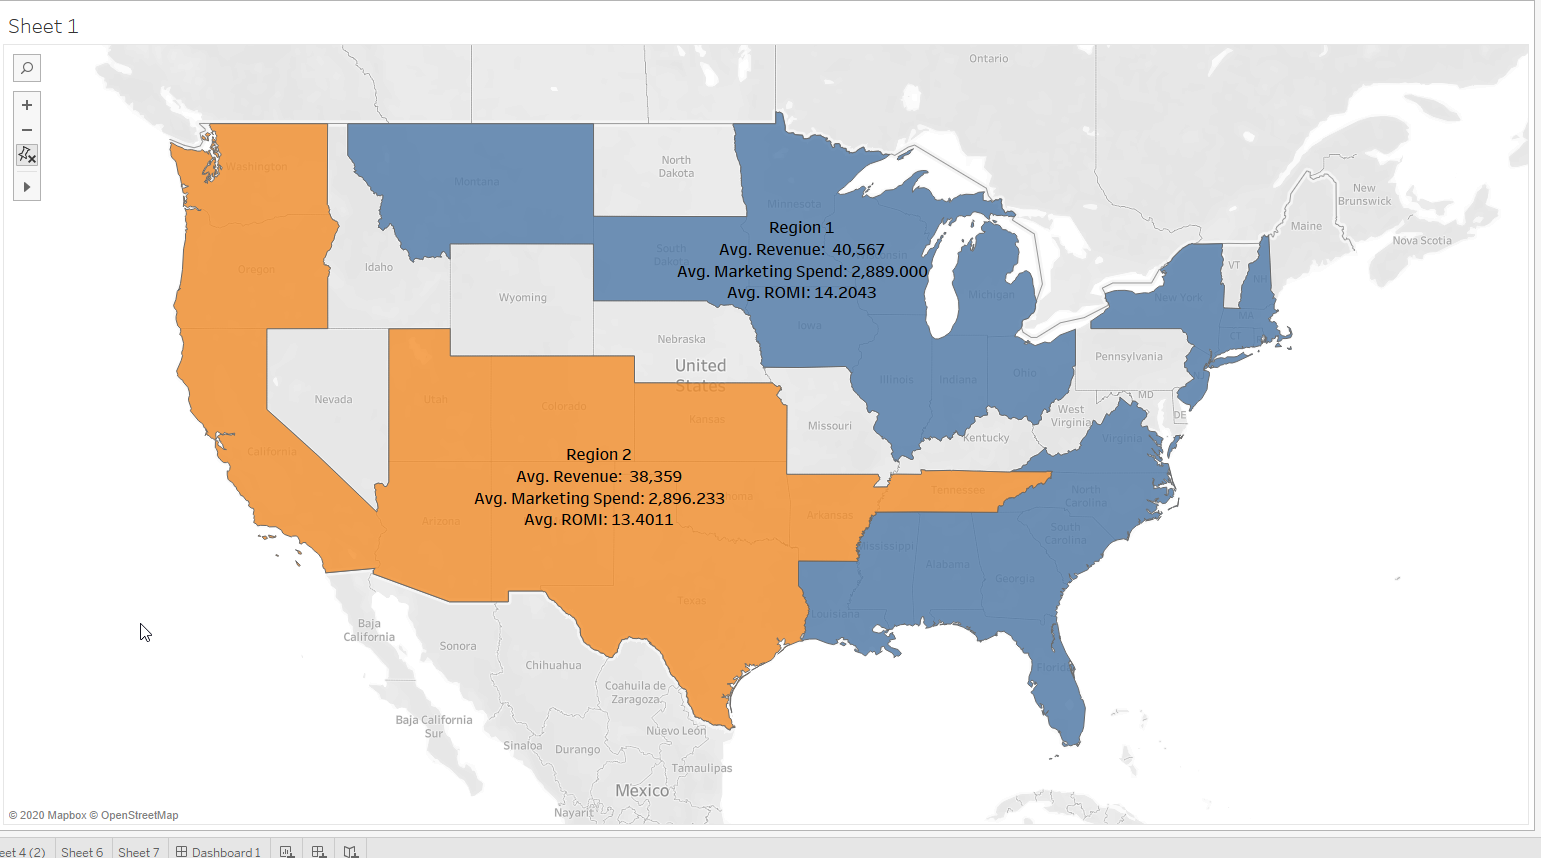 Sheet 1
Ontario
Washington
Montana
North
Dakota
Minnesota
New
Brunswick
Maine
Nova Scotia
Region 1
Avg. Revenue: 40,567
Avg. Marketing Spend: 2,889.000
Avg. ROMI: 14.2043
South
Dakota
Oregon
Idaho
Wyoming
Michigan
VT
NH
New York
MA
CT
Iowa
Nebraska
United
States
Pennsylvania
Illinois
Indiana
Ohio
Nevada
Utah
Colorado
Kansas
Missouri
West
Virginia
MD
DE
Kentucky
Virginia
California
Region 2
Avg. Revenue: 38,359
Avg. Marketing Spend: 2,896.233
Avg. ROMI: 13.4011
Arizona
Arkansas
Tennessee
North
Carolina
South
Carolina
Mississippi
Alabama
Georgia
Texas
Louisiana
Florida
Baja
California
Sonora
Chihuahua
Coahuila de
Zaragoza
Baja California
Sur
Sinaloa
Durango
Nuevo León
Tamaulipas
Mexico
Nayarit
© 2020 Mapbox © OpenStreetMap
eet 4 (2)
Sheet 6
Sheet 7
Dashboard 1